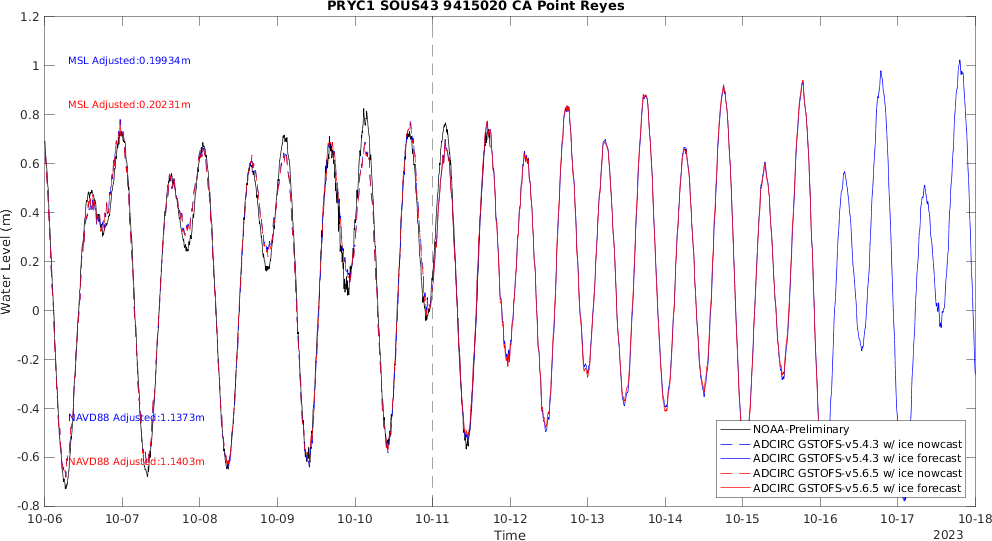 PRYC1 SOUS43 9415020 CA Point Reyes
1.2
1
0.8
0.6
0.4
0.2
0
-0.2
-0.4
-0.6
-0.8
Water Level (m)
MSL Adjusted:0.19934m
MSL Adjusted:0.20231m
NAVD88 Adjusted:1.1373m
NAVD88 Adjusted:1.1403m
NOAA-Preliminary
ADCIRC GSTOFS-v5.4.3 w/ ice nowcast
ADCIRC GSTOFS-v5.4.3 w/ ice forecast
ADCIRC GSTOFS-v5.6.5 w/ ice nowcast
ADCIRC GSTOFS-v5.6.5 w/ ice forecast
10-06 10-07 10-08 10-09 10-10 10-11 10-12 10-13 10-14 10-15 10-16 10-17 10-18
Time
2023